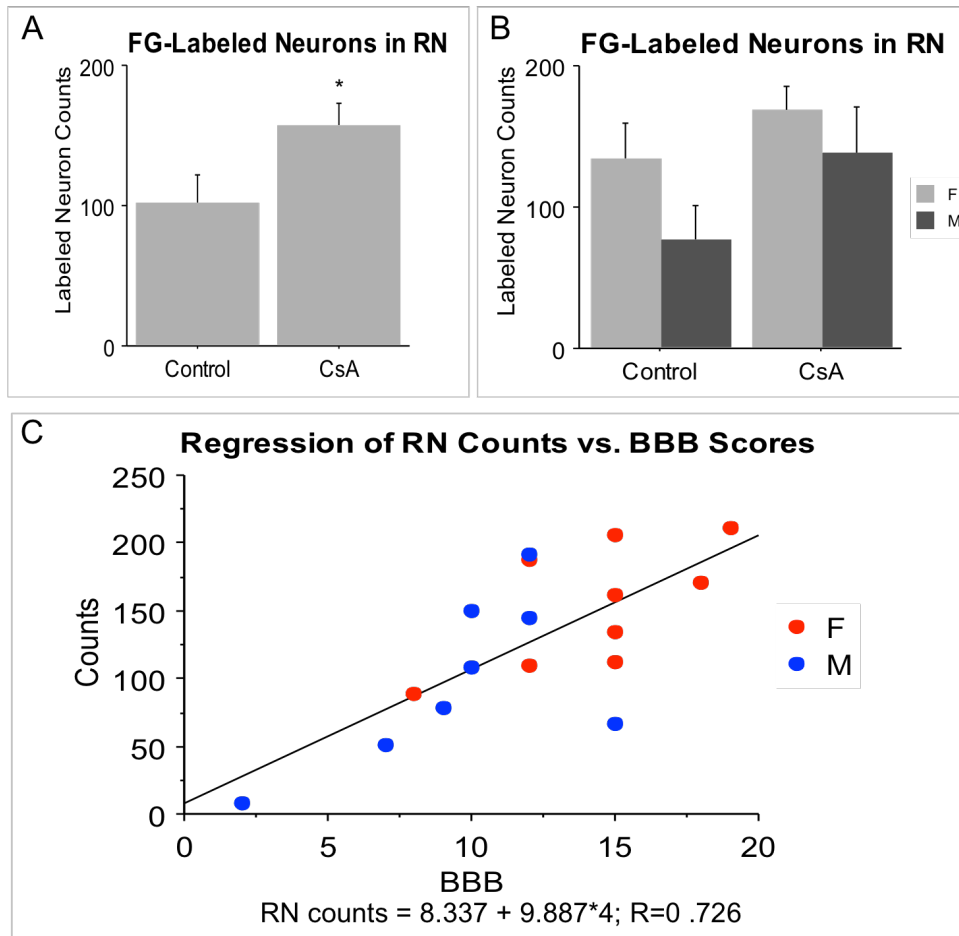 A
FG-Labeled Neurons in RN
Labeled Neuron Counts
200
100
0
*
Control
CsA
B
FG-Labeled Neurons in RN
Labeled Neuron Counts
200
100
0
Control
CsA
F
M
C
Regression of RN Counts vs. BBB Scores
Counts
250
200
150
100
50
0
0
5
10
15
20
F
M
BBB
RN counts = 8.337 + 9.887*4; R=0 .726